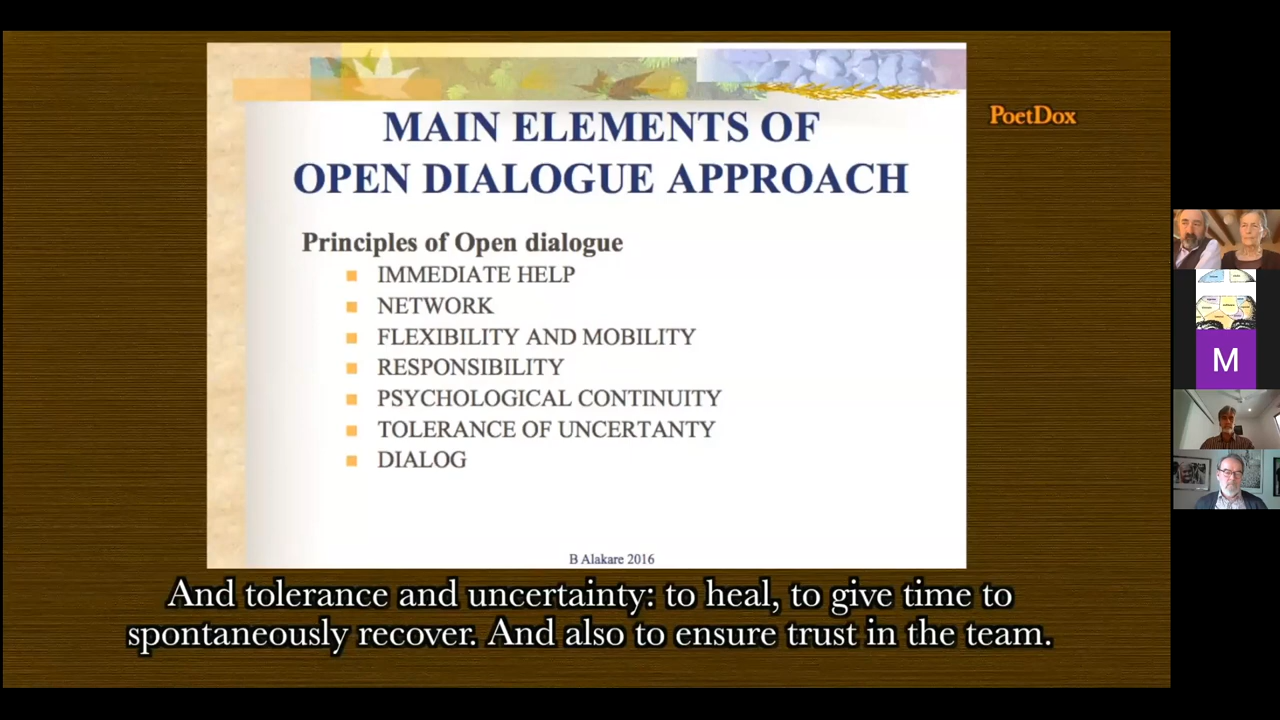 MAIN ELEMENTS OF
OPEN DIALOGUE APPROACH
PoetDox
Principles of Open dialogue
IMMEDIATE HELP
NETWORK
FLEXIBILITY AND MOBILITY
RESPONSIBILITY
PSYCHOLOGICAL CONTINUITY
TOLERANCE OF UNCERTANTY
DIALOG
B Alakare 2016
And tolerance and uncertainty: to heal, to give time to
spontaneously recover. And also to ensure trust in the team.
M